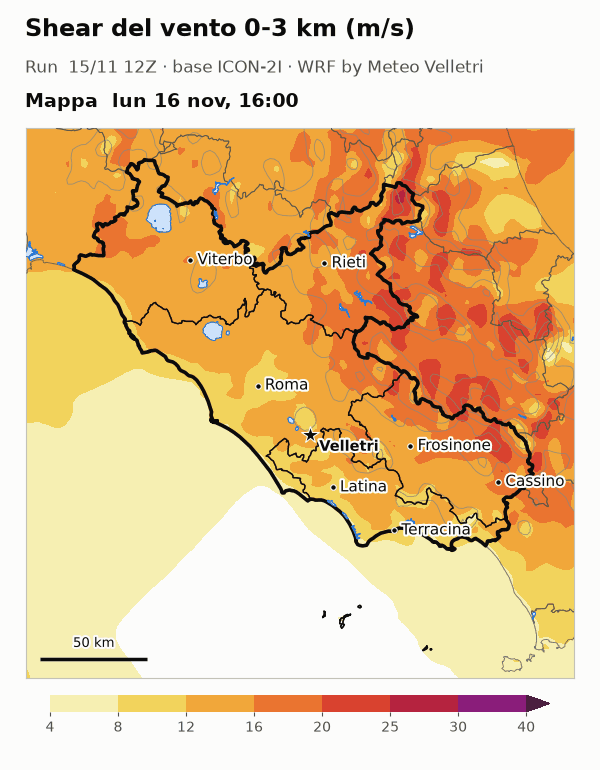 Shear del vento 0-3 km (m/s)
Run  15/11 12Z · base ICON-2I · WRF by Meteo Velletri
Mappa  lun 16 nov, 16:00
Viterbo
Rieti
Roma
Velletri
Frosinone
Latina
Cassino
Terracina
50 km
4 8 12 16 20 25 30 40